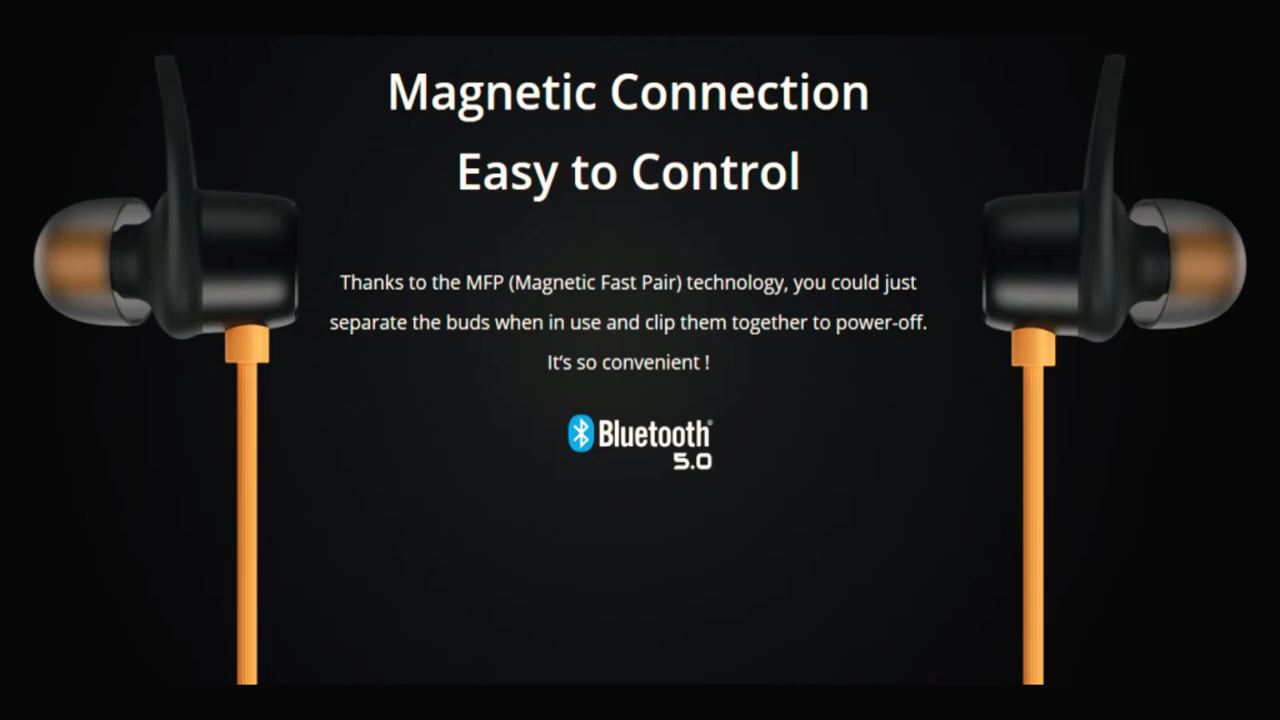 Magnetic Connection
Easy to Control
Thanks to the MFP (Magnetic Fast Pair) technology, you could just
separate the buds when in use and clip them together to power-off.
It's so convenient !
Bluetooth®
5.0